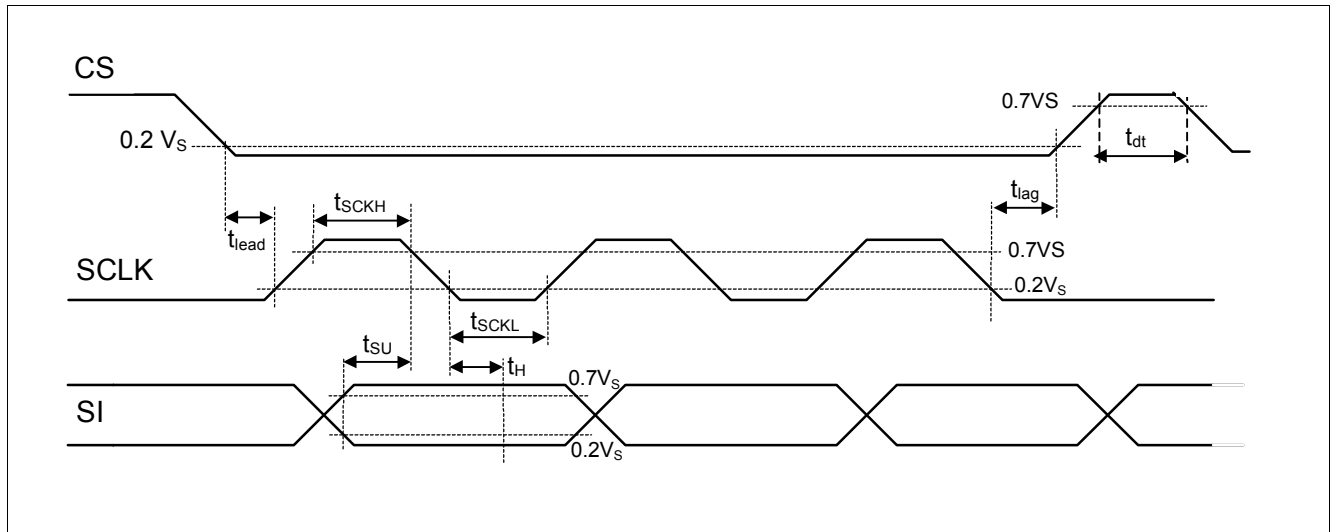 CS
0.7VS
0.2 VS
tdt
tSCKH
tlag
tlead
0.7VS
SCLK
0.2VS
tSCKL
tSU
tH
0.7VS
SI
0.2VS